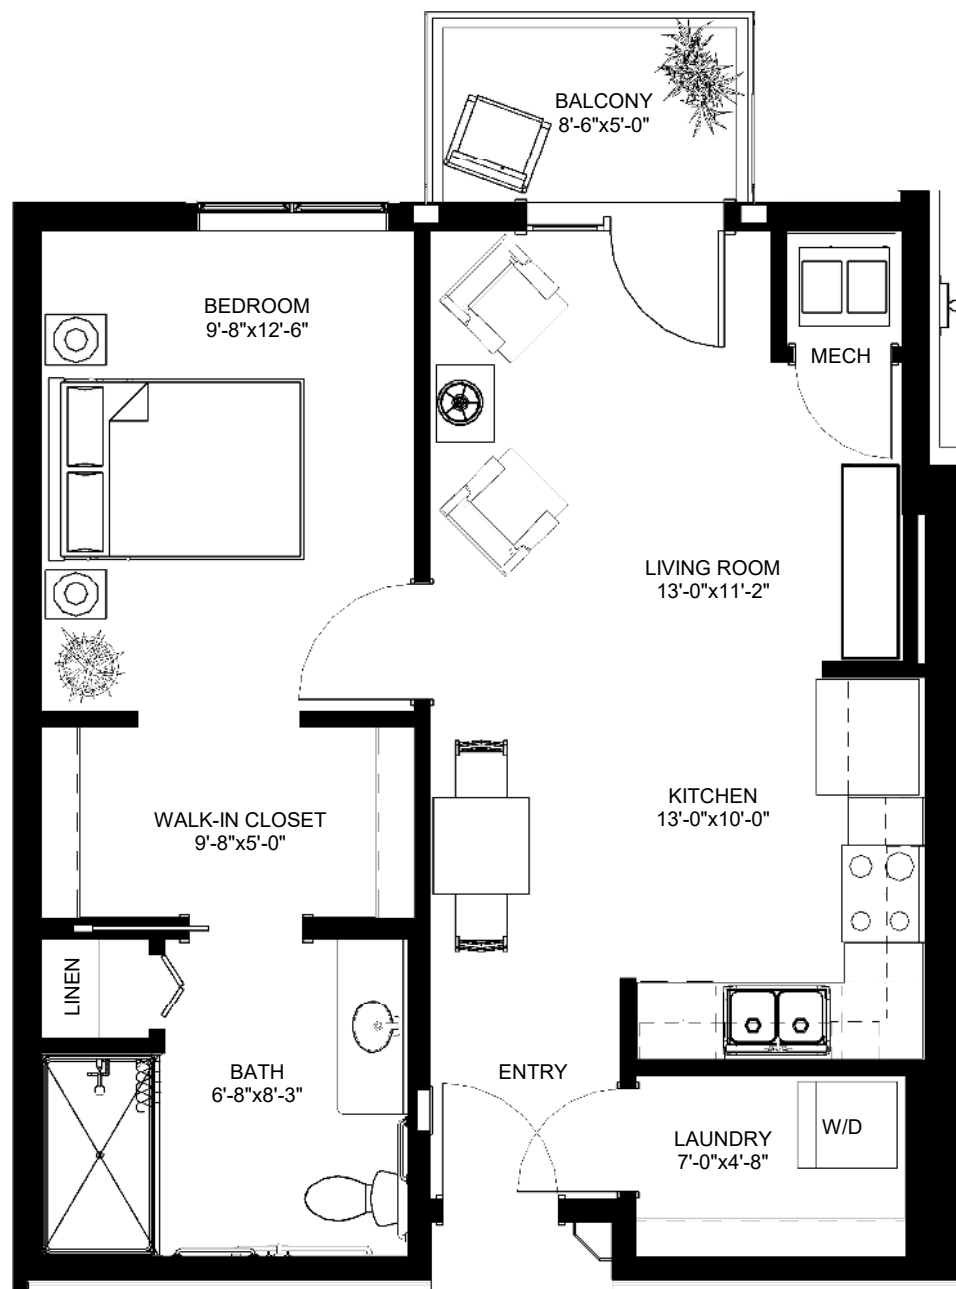 BALCONY
8'-6"x5'-0"
BEDROOM
9'-8"x12'-6"
MECH
LIVING ROOM
13'-0"x11'-2"
KITCHEN
13'-0"x10'-0"
WALK-IN CLOSET
9'-8"x5'-0"
LINEN
BATH
6'-8"x8'-3"
ENTRY
LAUNDRY
7'-0"x4'-8"
W/D